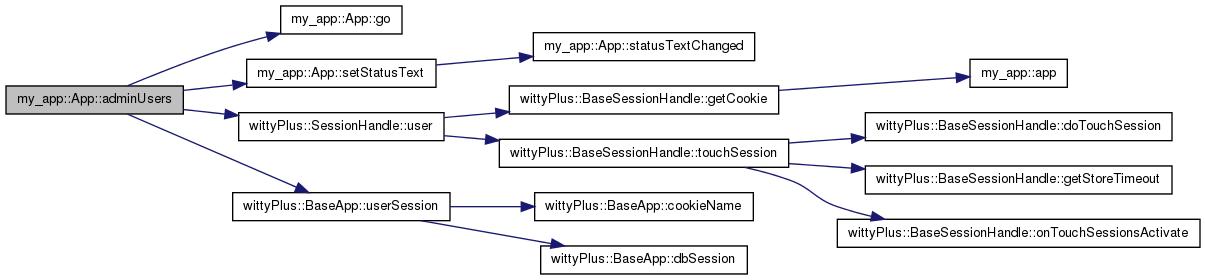 my_app::App::go
my_app::App::statusTextChanged
my_app::App::setStatusText
my_app::app
my_app::App::adminUsers
wittyPlus::BaseSessionHandle::getCookie
wittyPlus::SessionHandle::user
wittyPlus::BaseSessionHandle::doTouchSession
wittyPlus::BaseSessionHandle::touchSession
wittyPlus::BaseSessionHandle::getStoreTimeout
wittyPlus::BaseApp::userSession
wittyPlus::BaseApp::cookieName
wittyPlus::BaseSessionHandle::onTouchSessionsActivate
wittyPlus::BaseApp::dbSession